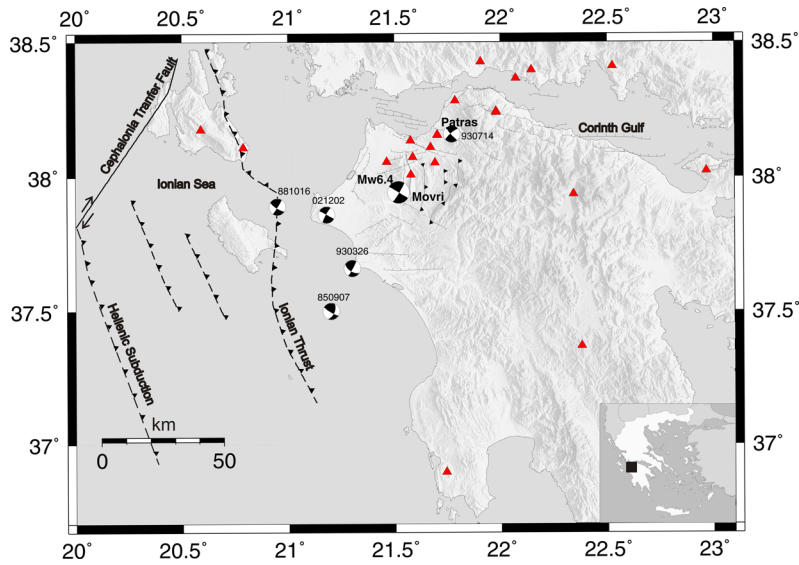 20˚ 20.5˚ 21˚ 21.5˚ 22˚ 22.5˚ 23˚
38.5˚ 38.5˚
Cephalonia Tranfer Fault
Patras
930714
Corinth Gulf
38˚ 38˚
Ionian Sea
Mw6.4
Movri
881016
021202
930326
850907
37.5˚ 37.5˚
Hellenic Subduction
Ionian Thrust
km
0 50
37˚ 37˚
20˚ 20.5˚ 21˚ 21.5˚ 22˚ 22.5˚ 23˚